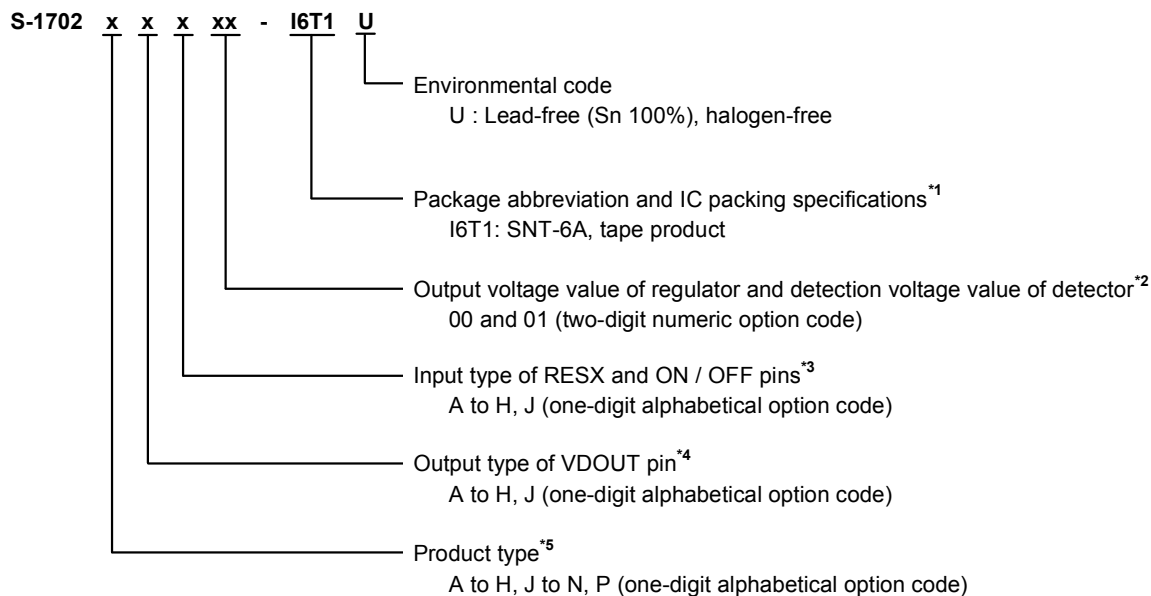 S-1702 x x x xx - I6T1 U
Environmental code
U : Lead-free (Sn 100%), halogen-free
Package abbreviation and IC packing specifications*1
I6T1: SNT-6A, tape product
Output voltage value of regulator and detection voltage value of detector*2
00 and 01 (two-digit numeric option code)
Input type of RESX and ON / OFF pins*3
A to H, J (one-digit alphabetical option code)
Output type of VDOUT pin*4
A to H, J (one-digit alphabetical option code)
Product type*5
A to H, J to N, P (one-digit alphabetical option code)